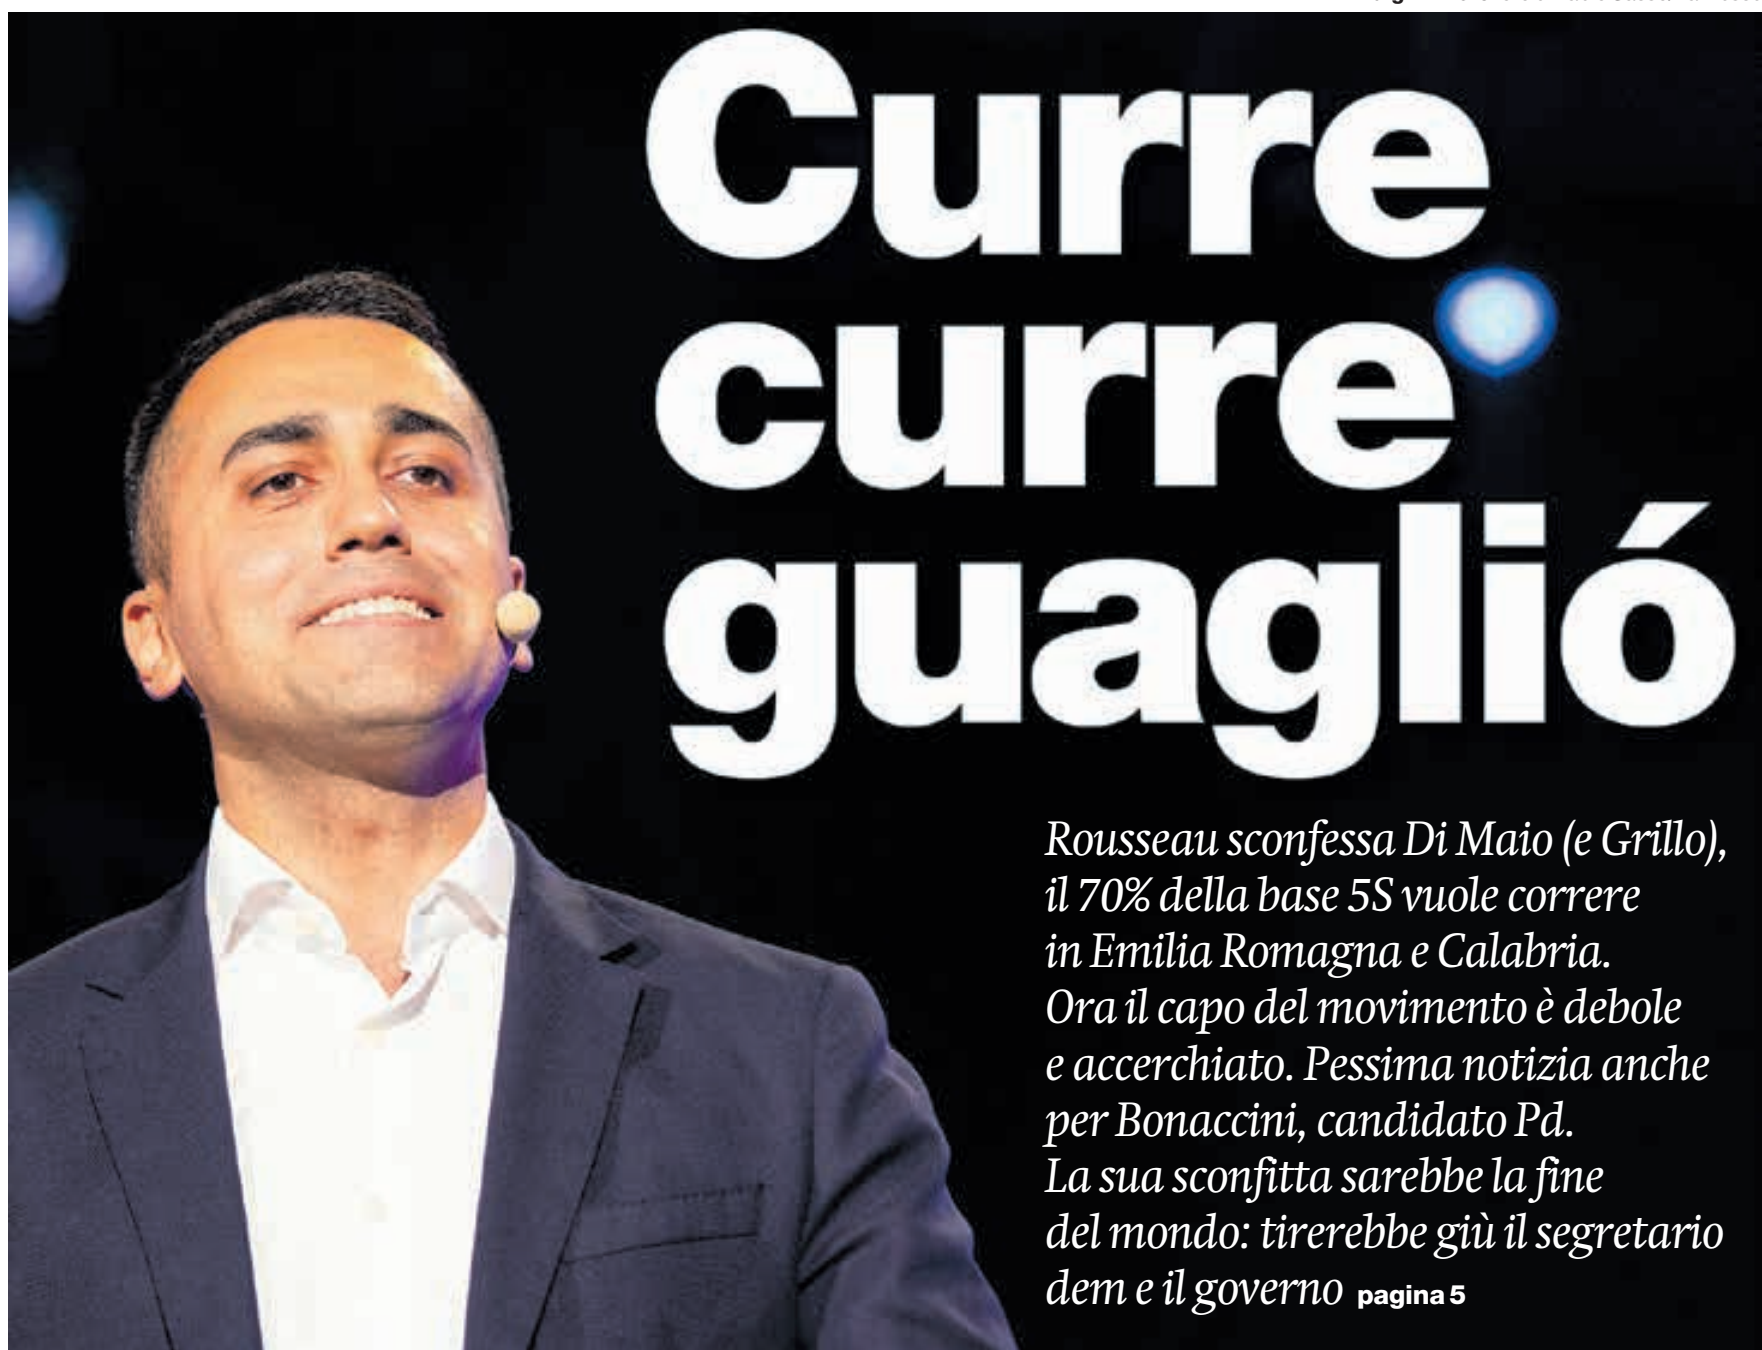 Curre
curre
guaglió
Rousseau sconfessa Di Maio (e Grillo),
il 70% della base 5S vuole correre
in Emilia Romagna e Calabria.
Ora il capo del movimento è debole
e accerchiato. Pessima notizia anche
per Bonaccini, candidato Pd.
La sua sconfitta sarebbe la fine
del mondo: tirerebbe giù il segretario
dem e il governo pagina 5